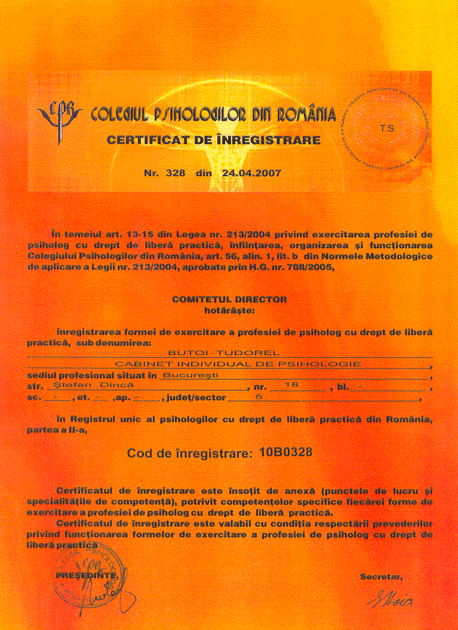 CPR
COLEGIUL PSIHOLOGILOR DIN ROMÂNIA
CERTIFICAT DE ÎNREGISTRARE
T.S.
Nr. 328 din 24.04.2007
În temeiul art. 13-15 din Legea nr. 213/2004 privind exercitarea profesiei de
psiholog cu drept de liberă practică, înființarea, organizarea și funcționarea
Colegiului Psihologilor din România, art. 56, alin. 1, lit. b din Normele Metodologice
de aplicare a Legii nr. 213/2004, aprobate prin H.G. nr. 788/2005,
COMITETUL DIRECTOR
hotărăște:
înregistrarea formei de exercitare a profesiei de psiholog cu drept de liberă
practică, sub denumirea:
BUTOI TUDOREL
CABINET INDIVIDUAL DE PSIHOLOGIE,
sediul profesional situat în București,
str. Ștefan Dincă, nr. 18, bl. -
sc. -, et. -, ap. -, județ/sector 5,
în Registrul unic al psihologilor cu drept de liberă practică din România,
partea a II-a,
Cod de înregistrare: 10B0328
Certificatul de înregistrare este însoțit de anexă (punctele de lucru și
specialitățile de competență), potrivit competențelor specifice fiecărei forme de
exercitare a profesiei de psiholog cu drept de liberă practică.
Certificatul de înregistrare este valabil cu condiția respectării prevederilor
privind funcționarea formelor de exercitare a profesiei de psiholog cu drept de
liberă practică
PREȘEDINTE, Secretar,